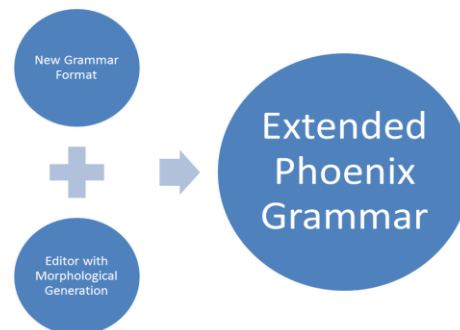 New Grammar
Format
Editor with
Morphological
Generation
Extended
Phoenix
Grammar